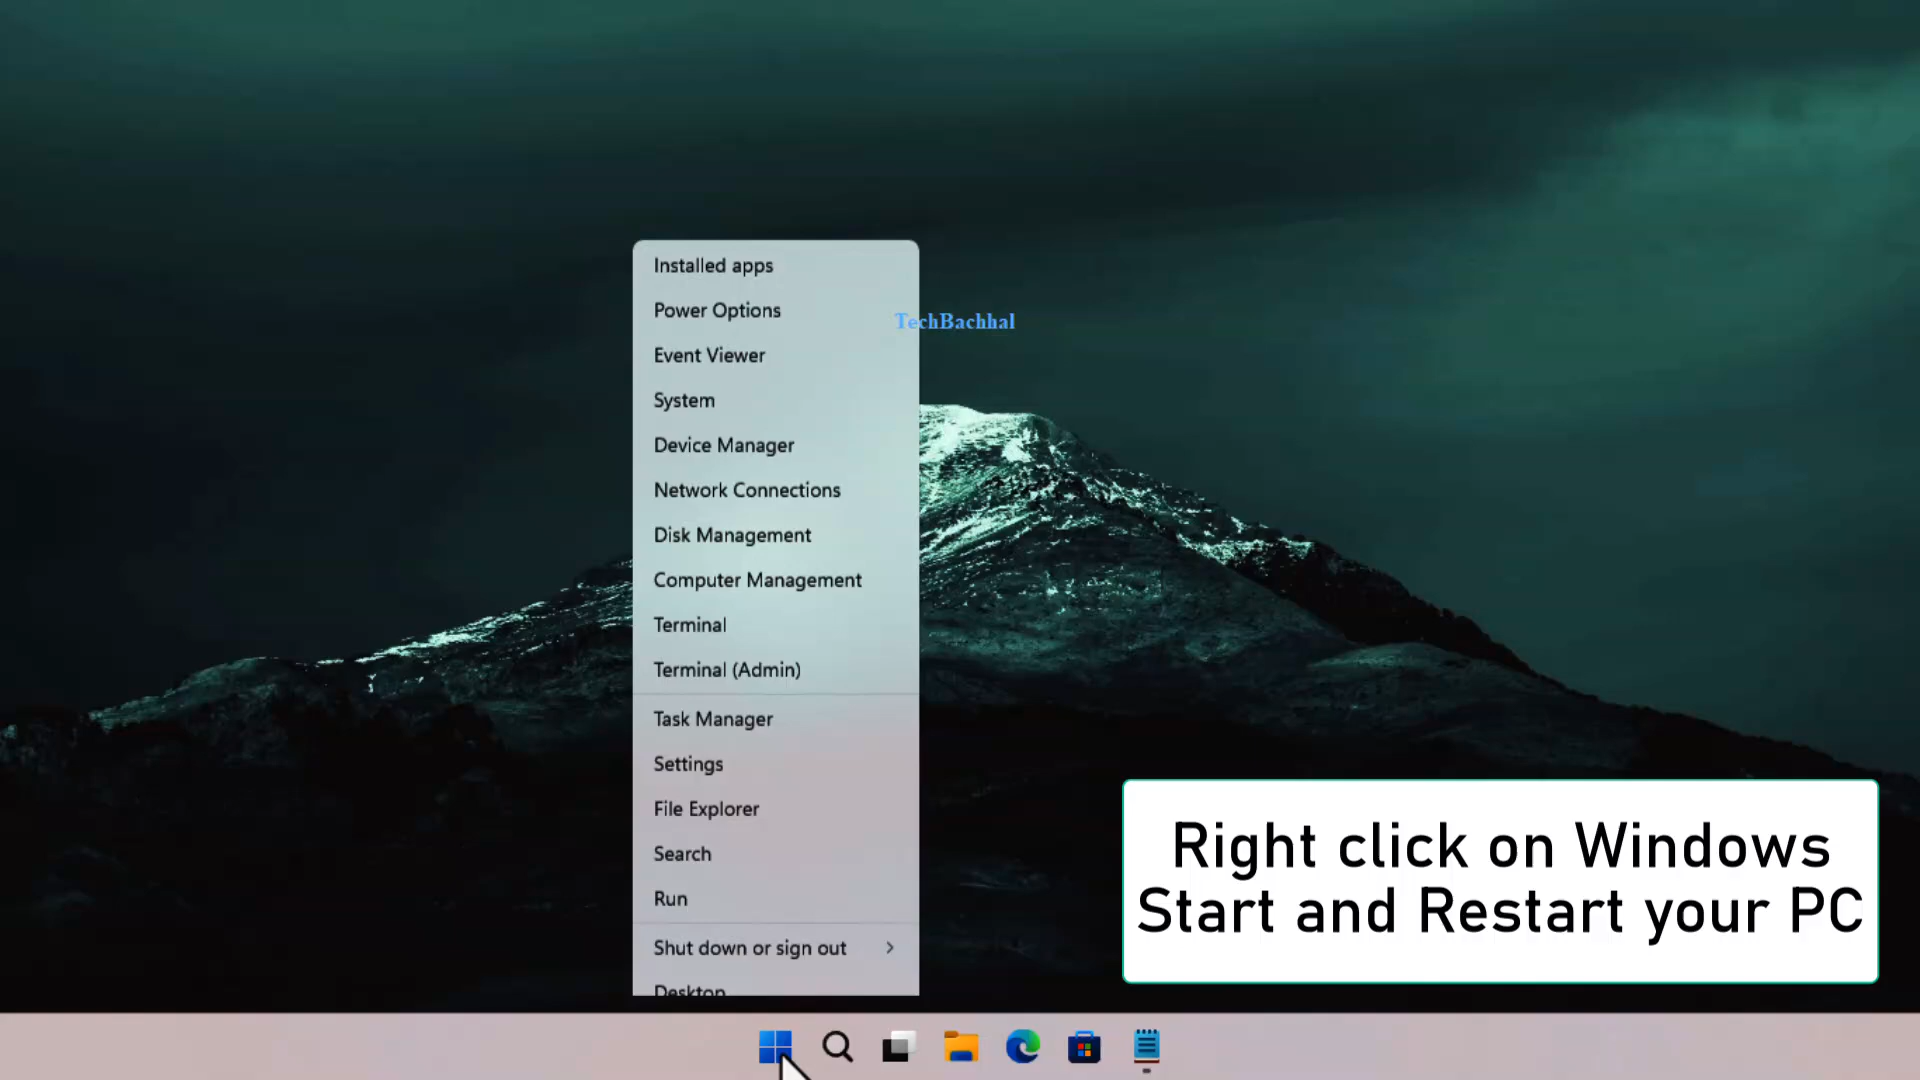 Installed apps
Power Options
TechBachhal
Event Viewer
System
Device Manager
Network Connections
Disk Management
Computer Management
Terminal
Terminal (Admin)
Task Manager
Settings
File Explorer
Search
Run
Shut down or sign out
Desktop
Right click on Windows
Start and Restart your PC